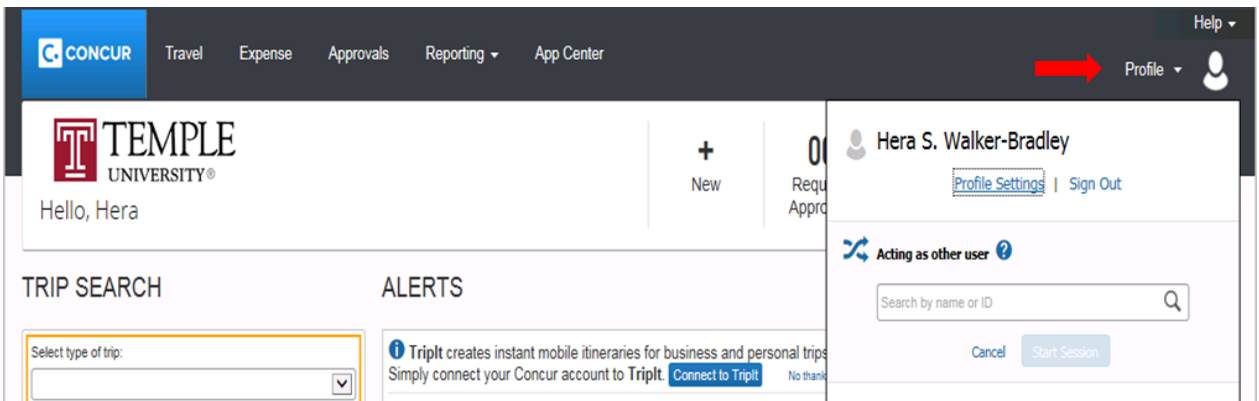 Help
C. CONCUR Travel Expense Approvals Reporting App Center
Profile
TEMPLE
UNIVERSITY®
Hello, Hera
+
New
Hera S. Walker-Bradley
Profile Settings | Sign Out
Acting as other user ?
Search by name or ID
Cancel Start Session
TRIP SEARCH
Select type of trip:
ALERTS
TripIt creates instant mobile itineraries for business and personal trips
Simply connect your Concur account to TripIt. Connect to TripIt No thank